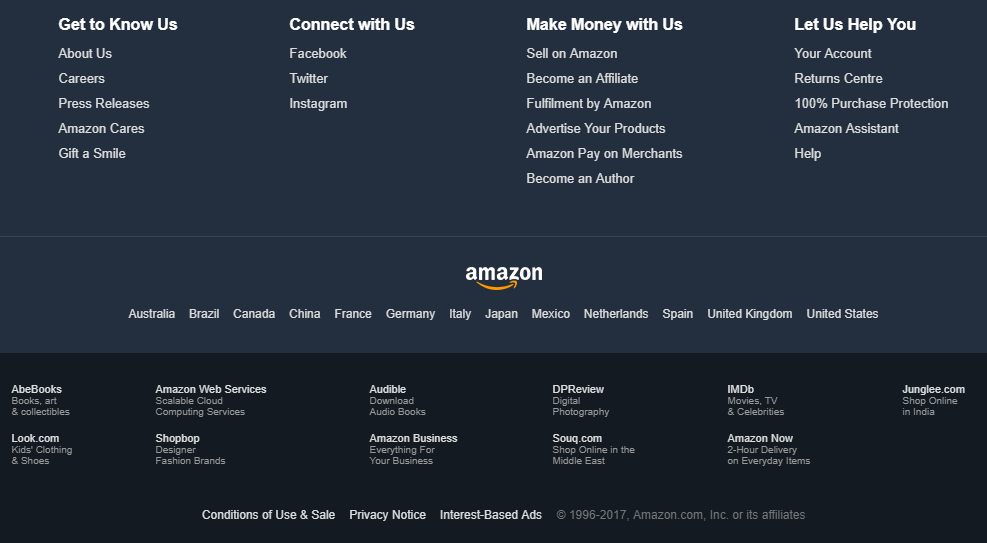 Get to Know Us
About Us
Careers
Press Releases
Amazon Cares
Gift a Smile
Connect with Us
Facebook
Twitter
Instagram
Make Money with Us
Sell on Amazon
Become an Affiliate
Fulfilment by Amazon
Advertise Your Products
Amazon Pay on Merchants
Become an Author
Let Us Help You
Your Account
Returns Centre
100% Purchase Protection
Amazon Assistant
Help
amazon
Australia Brazil Canada China France Germany Italy Japan Mexico Netherlands Spain United Kingdom United States
AbeBooks
Books, art
& collectibles
Amazon Web Services
Scalable Cloud
Computing Services
Audible
Download
Audio Books
DPReview
Digital
Photography
IMDb
Movies, TV
& Celebrities
Junglee.com
Shop Online
in India
Look.com
Kids' Clothing
& Shoes
Shopbop
Designer
Fashion Brands
Amazon Business
Everything For
Your Business
Souq.com
Shop Online in the
Middle East
Amazon Now
2-Hour Delivery
on Everyday Items
Conditions of Use & Sale Privacy Notice Interest-Based Ads © 1996-2017, Amazon.com, Inc. or its affiliates